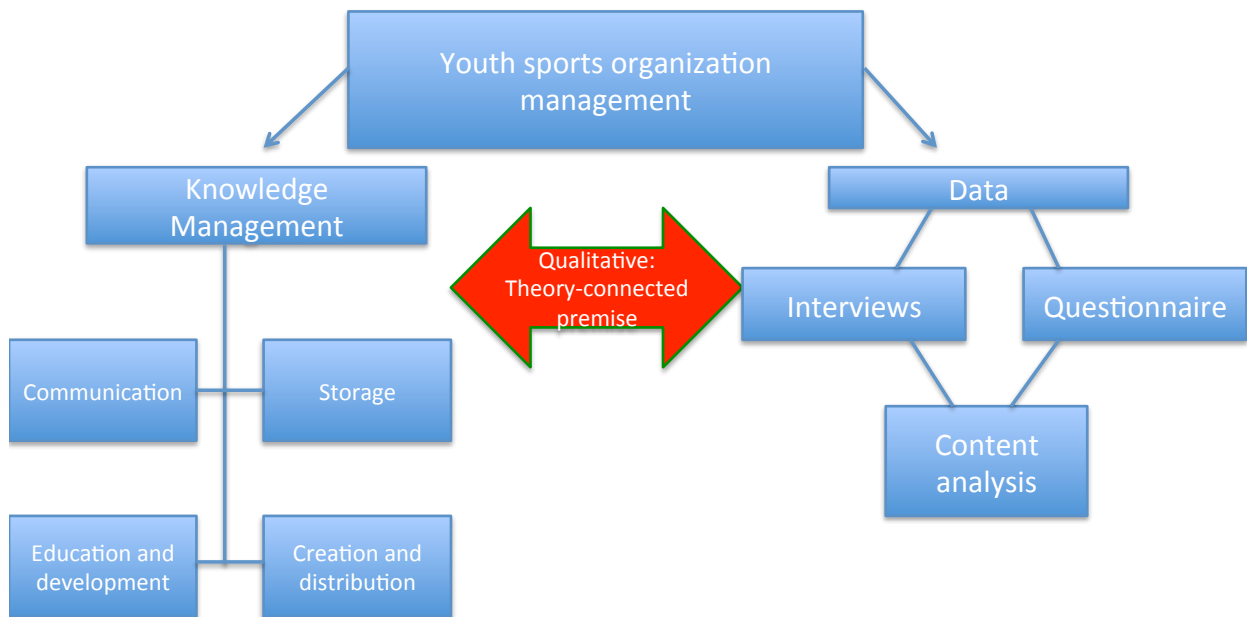 Youth sports organization
management
Knowledge
Management
Data
Qualitative:
Theory-connected
premise
Interviews
Questionnaire
Communication
Storage
Content
analysis
Education and
development
Creation and
distribution